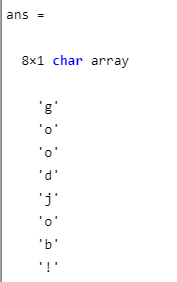 ans =
8×1 char array
'g'
'o'
'o'
'd'
'j'
'o'
'b'
'!'